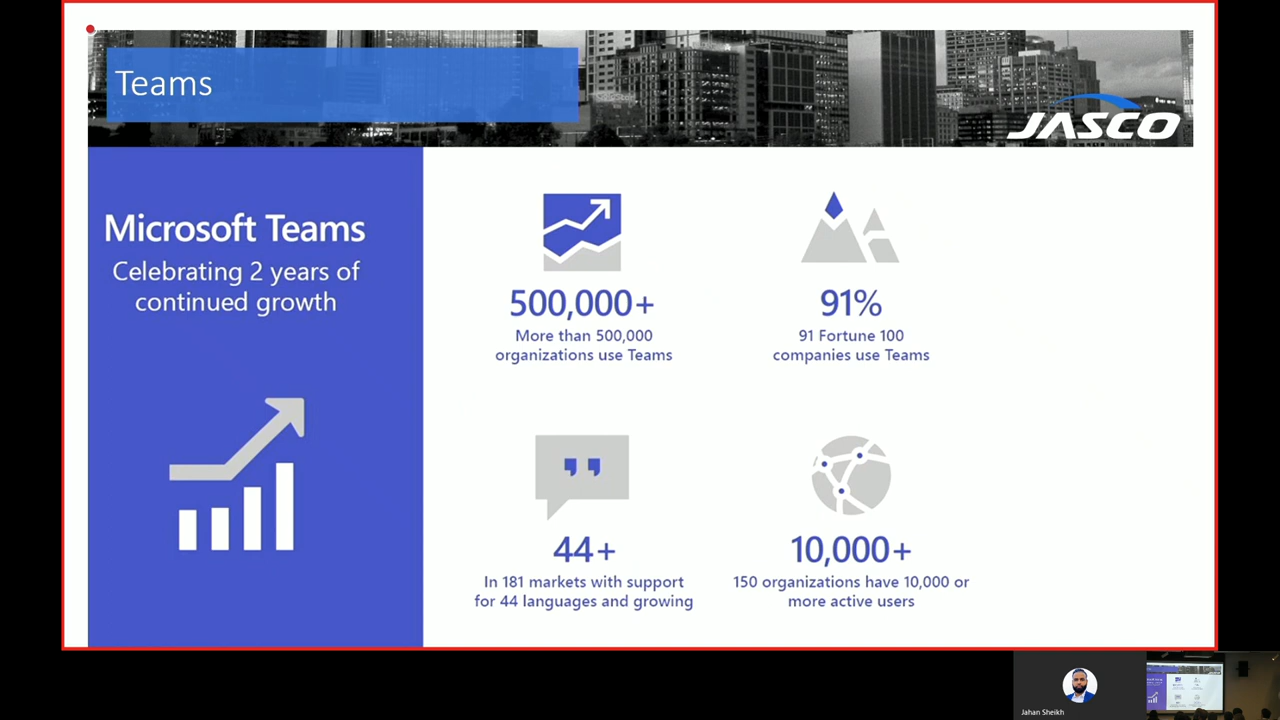 Teams
JASCO
Microsoft Teams
Celebrating 2 years of
continued growth
500,000+
More than 500,000
organizations use Teams
91%
91 Fortune 100
companies use Teams
44+
In 181 markets with support
for 44 languages and growing
10,000+
150 organizations have 10,000 or
more active users
Jahan Sheikh